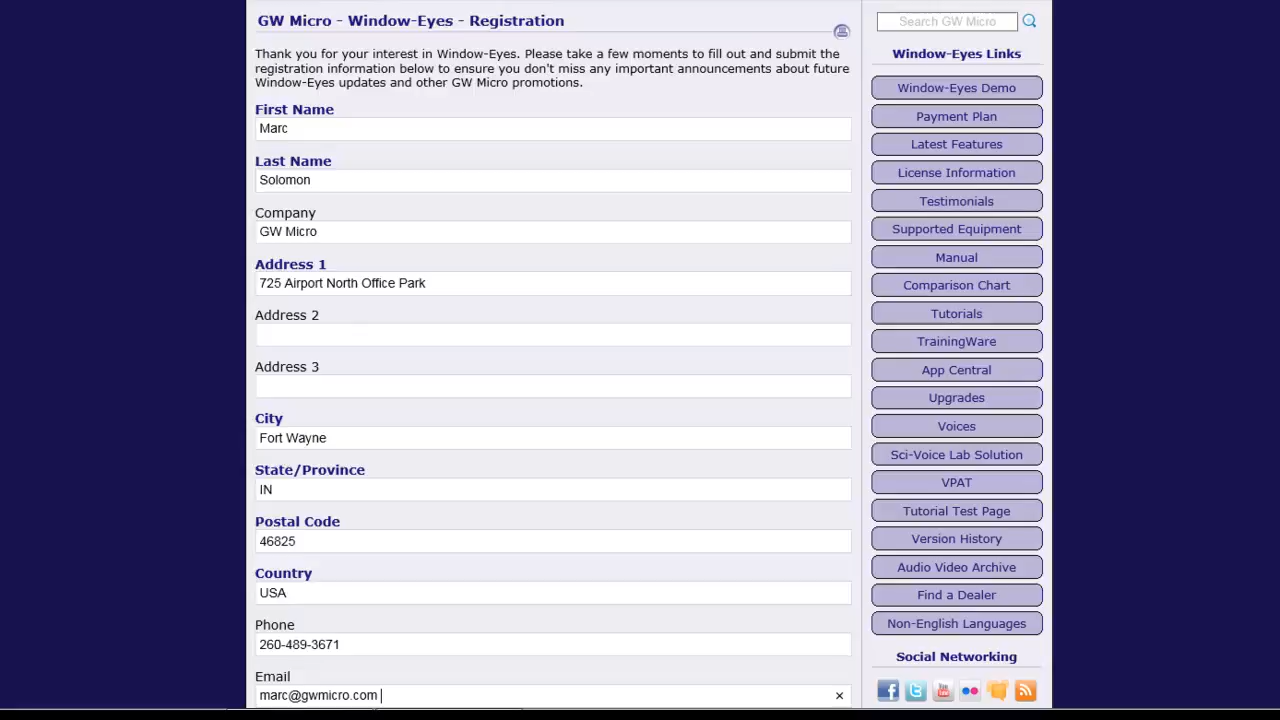 GW Micro - Window-Eyes - Registration
Thank you for your interest in Window-Eyes. Please take a few moments to fill out and submit the
registration information below to ensure you don't miss any important announcements about future
Window-Eyes updates and other GW Micro promotions.
First Name
Marc
Last Name
Solomon
Company
GW Micro
Address 1
725 Airport North Office Park
Address 2
Address 3
City
Fort Wayne
State/Province
IN
Postal Code
46825
Country
USA
Phone
260-489-3671
Email
marc@gwmicro.com
Search GW Micro
Window-Eyes Links
Window-Eyes Demo
Payment Plan
Latest Features
License Information
Testimonials
Supported Equipment
Manual
Comparison Chart
Tutorials
TrainingWare
App Central
Upgrades
Voices
Sci-Voice Lab Solution
VPAT
Tutorial Test Page
Version History
Audio Video Archive
Find a Dealer
Non-English Languages
Social Networking